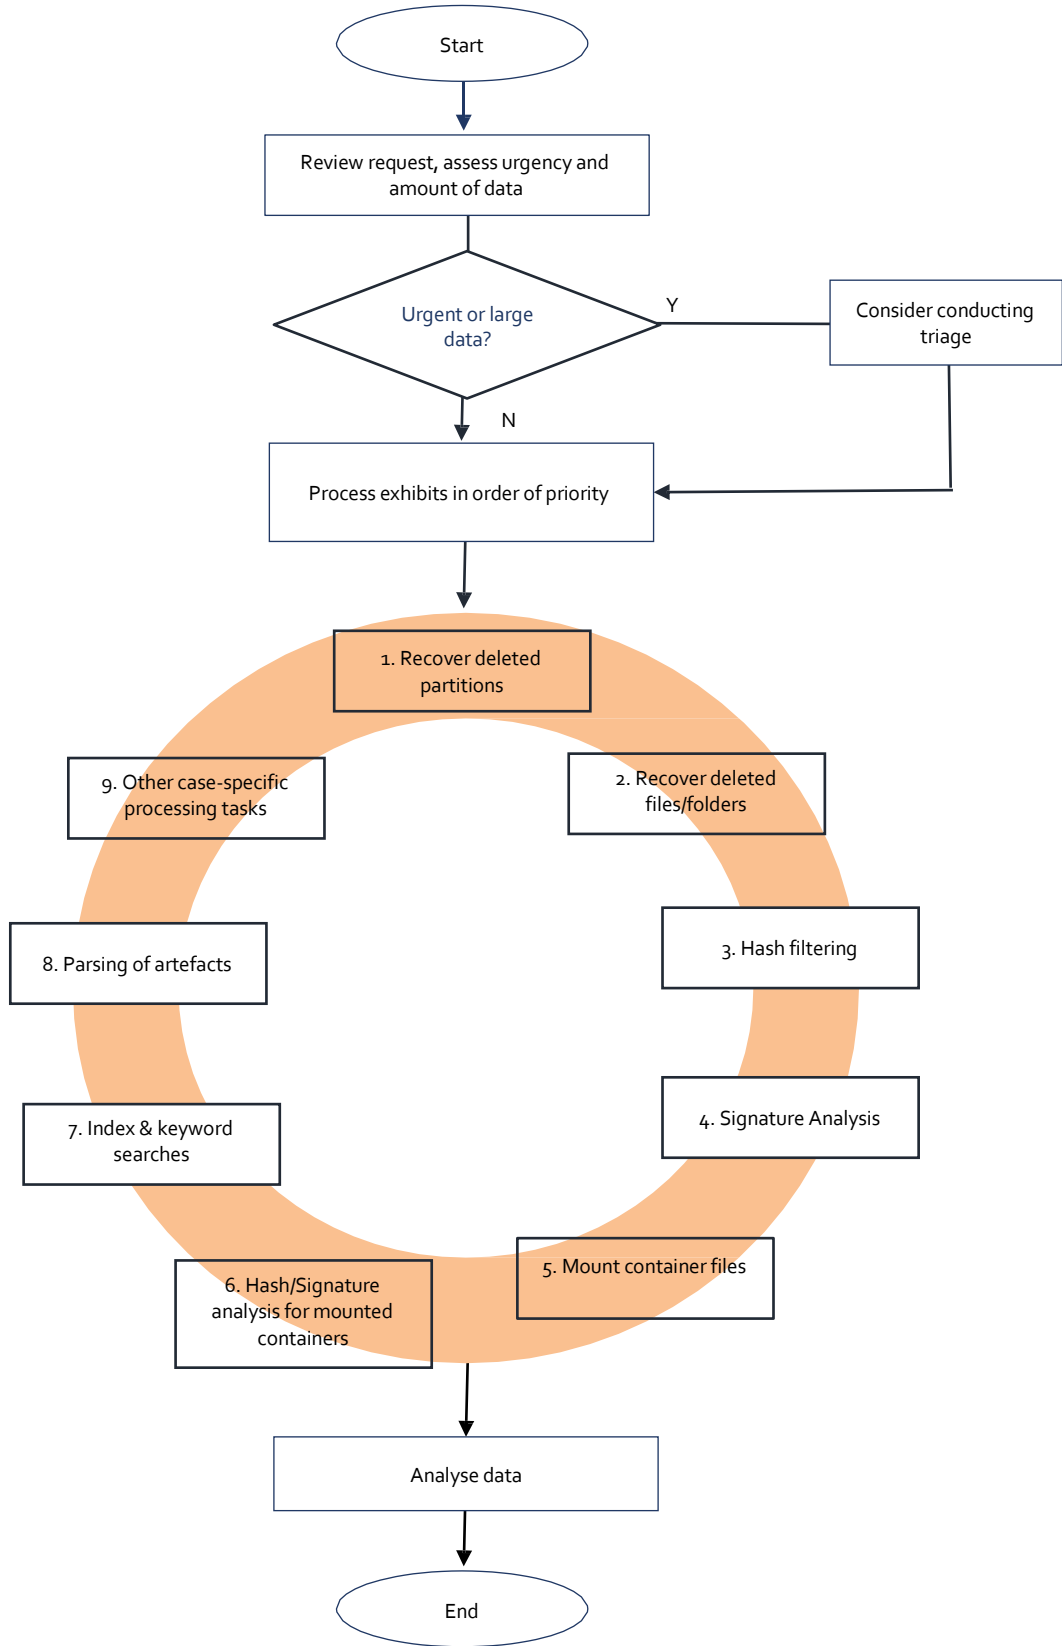 Start
Review request, assess urgency and
amount of data
Urgent or large
data?
Y
Consider conducting
triage
N
Process exhibits in order of priority
1. Recover deleted
partitions
2. Recover deleted
files/folders
3. Hash filtering
4. Signature Analysis
5. Mount container files
6. Hash/Signature
analysis for mounted
containers
7. Index & keyword
searches
8. Parsing of artefacts
9. Other case-specific
processing tasks
Analyse data
End